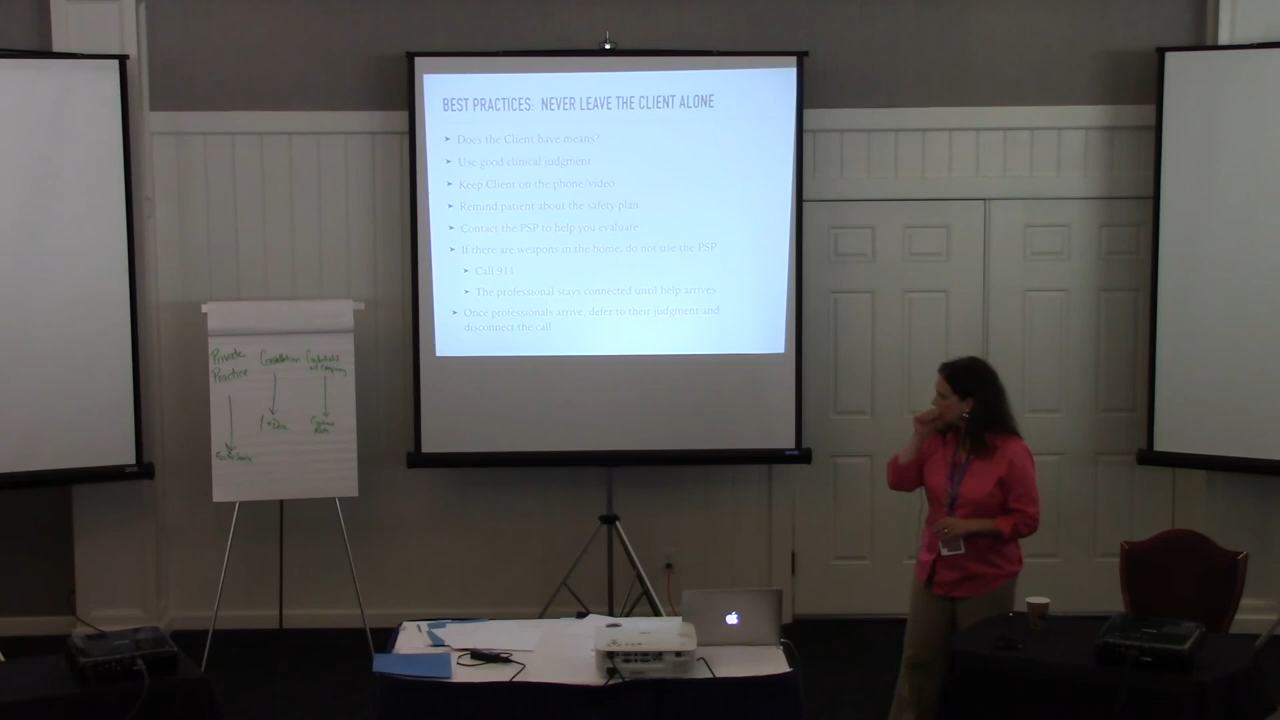 BEST PRACTICES: NEVER LEAVE THE CLIENT ALONE
➤ Does the Client have means?
➤ Use good clinical judgment
➤ Keep Client on the phone/video
➤ Remind patient about the safety plan
➤ Contact the PSP to help you evaluate
➤ If there are weapons in the home, do not use the PSP
➤ Call 911
➤ The professional stays connected until help arrives
➤ Once professionals arrive, defer to their judgment and
disconnect the call
Private
Practice